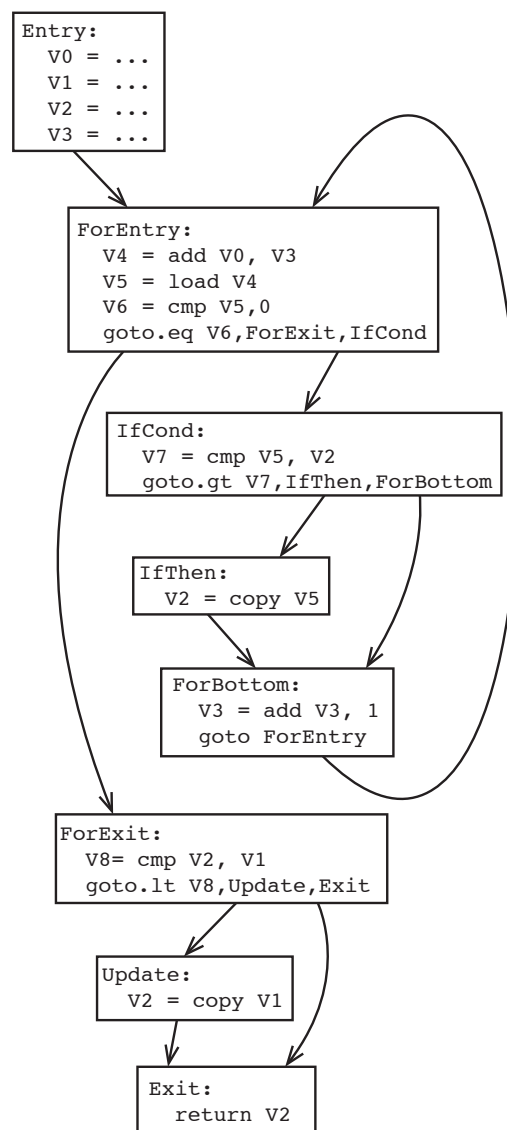 Entry:
V0 = ...
V1 = ...
V2 = ...
V3 = ...
ForEntry:
V4 = add V0, V3
V5 = load V4
V6 = cmp V5,0
goto.eq V6,ForExit,IfCond
IfCond:
V7 = cmp V5, V2
goto.gt V7,IfThen,ForBottom
IfThen:
V2 = copy V5
ForBottom:
V3 = add V3, 1
goto ForEntry
ForExit:
V8= cmp V2, V1
goto.lt V8,Update,Exit
Update:
V2 = copy V1
Exit:
return V2